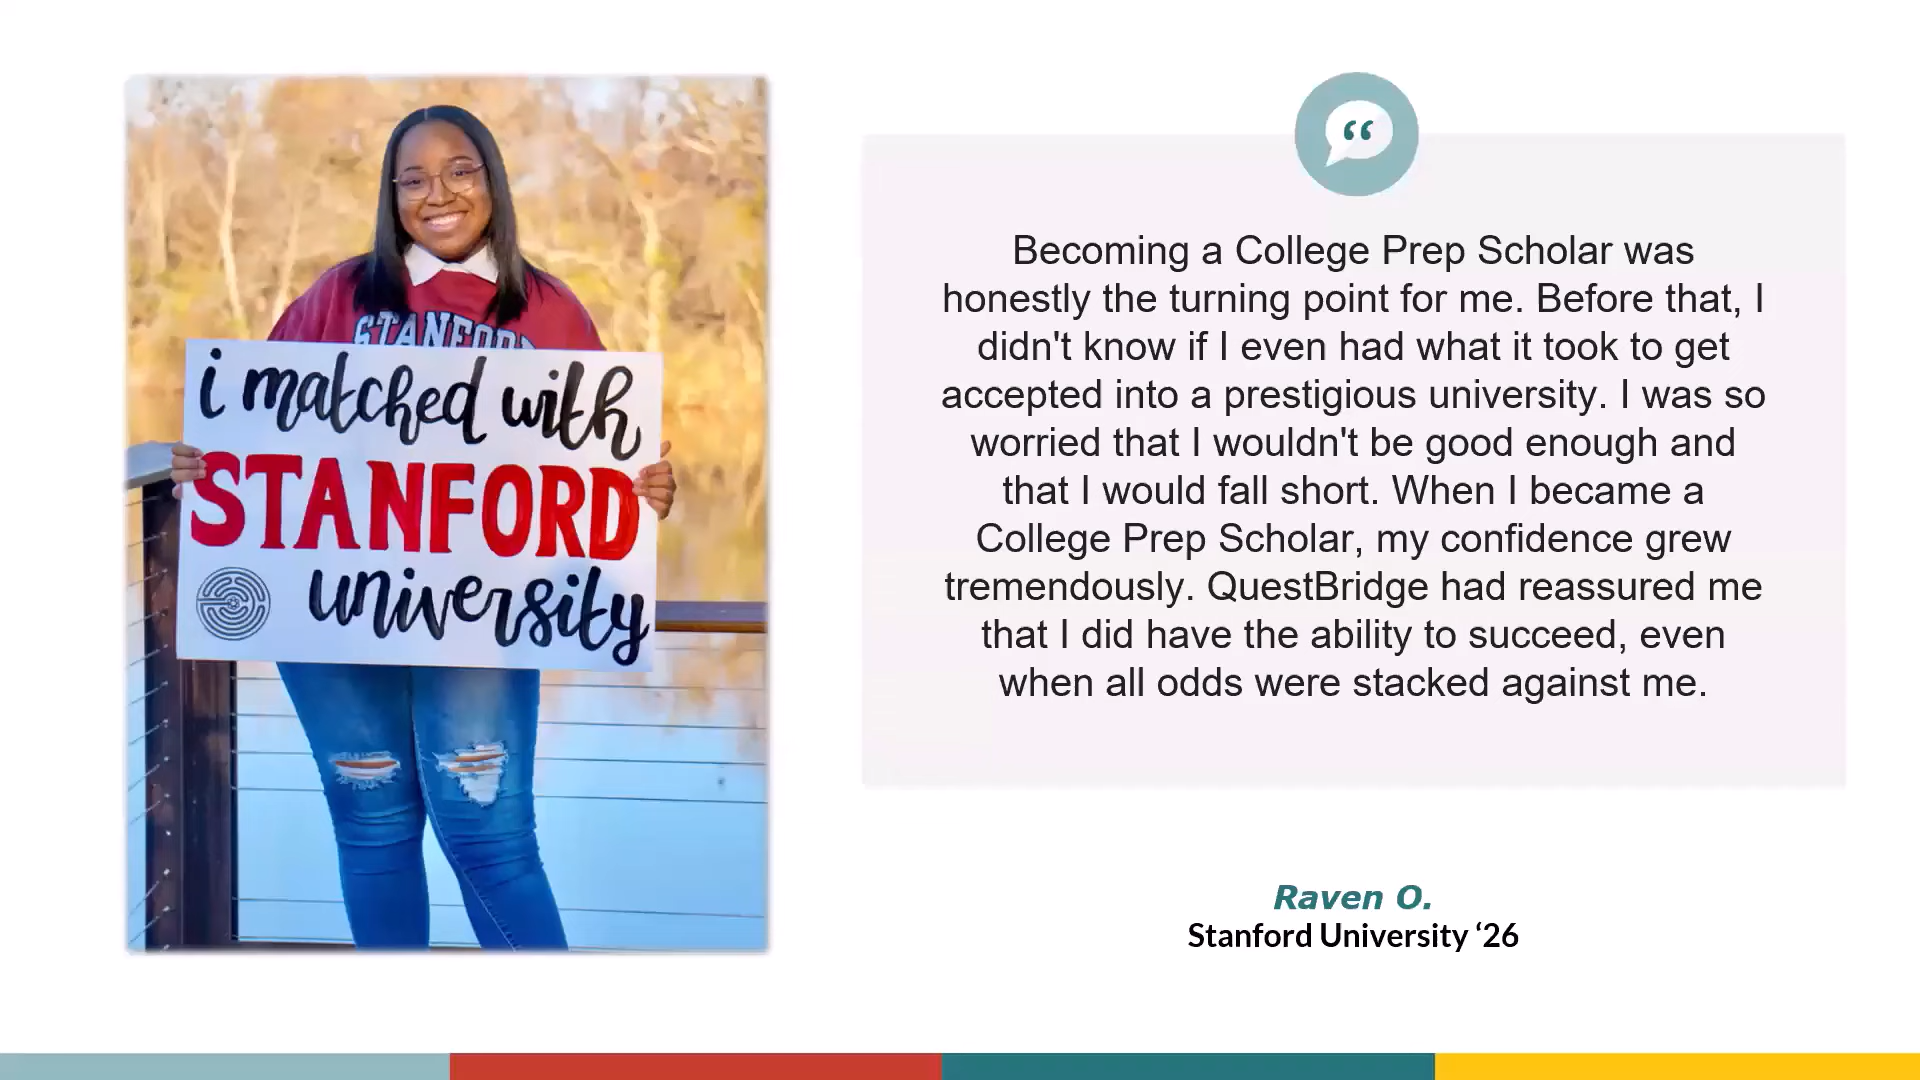 STANFORD
i matched with
STANFORD
university
“
Becoming a College Prep Scholar was
honestly the turning point for me. Before that, I
didn't know if I even had what it took to get
accepted into a prestigious university. I was so
worried that I wouldn't be good enough and
that I would fall short. When I became a
College Prep Scholar, my confidence grew
tremendously. QuestBridge had reassured me
that I did have the ability to succeed, even
when all odds were stacked against me.
Raven O.
Stanford University ‘26